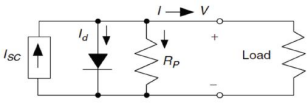 I → V
I_d
+
I_SC
R_P
Load
−